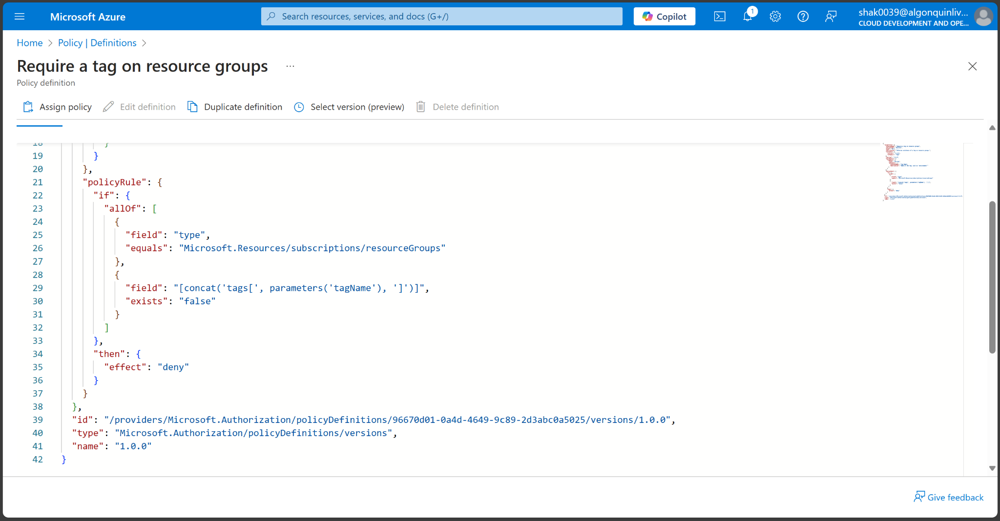 Microsoft Azure
Search resources, services, and docs (G+/)
Copilot
1
shak0039@algonquinliv...
CLOUD DEVELOPMENT AND OPE...
Home > Policy | Definitions >
Require a tag on resource groups ...
Policy definition
Assign policy Edit definition Duplicate definition Select version (preview) Delete definition
18 }
19 }
20 },
21 "policyRule": {
22 "if": {
23 "allOf": [
24 {
25 "field": "type",
26 "equals": "Microsoft.Resources/subscriptions/resourceGroups"
27 },
28 {
29 "field": "[concat('tags[', parameters('tagName'), ']')]",
30 "exists": "false"
31 }
32 ]
33 },
34 "then": {
35 "effect": "deny"
36 }
37 }
38 },
39 "id": "/providers/Microsoft.Authorization/policyDefinitions/96670d01-0a4d-4649-9c89-2d3abc0a5025/versions/1.0.0",
40 "type": "Microsoft.Authorization/policyDefinitions/versions",
41 "name": "1.0.0"
42 }
Give feedback